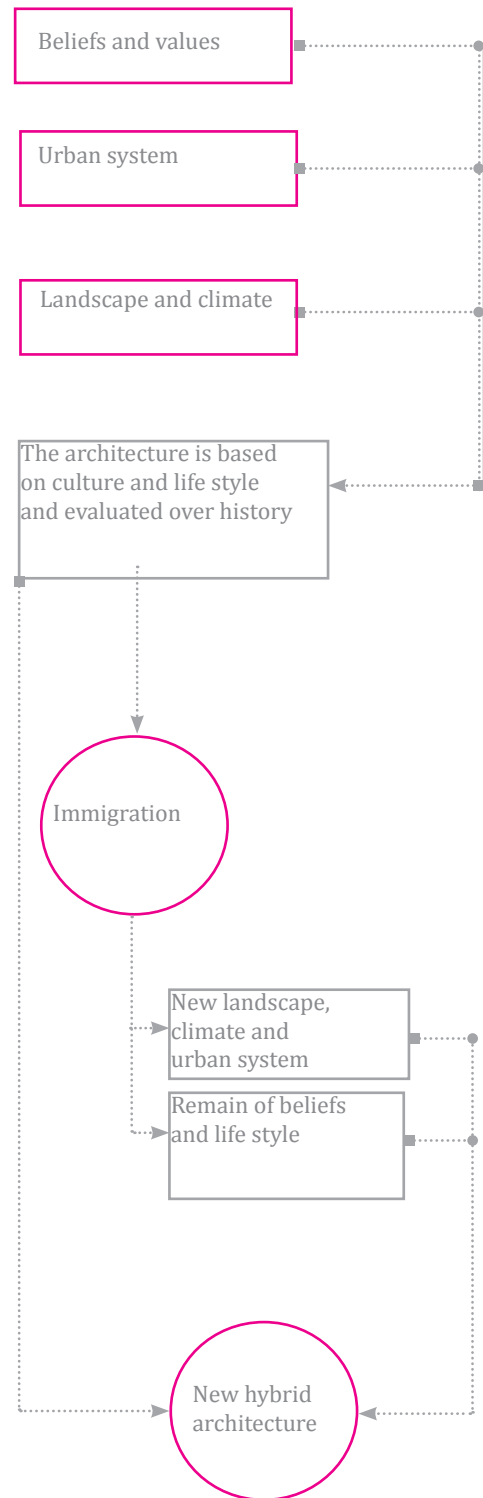 Beliefs and values
Urban system
Landscape and climate
The architecture is based
on culture and life style
and evaluated over history
Immigration
New landscape,
climate and
urban system
Remain of beliefs
and life style
New hybrid
architecture